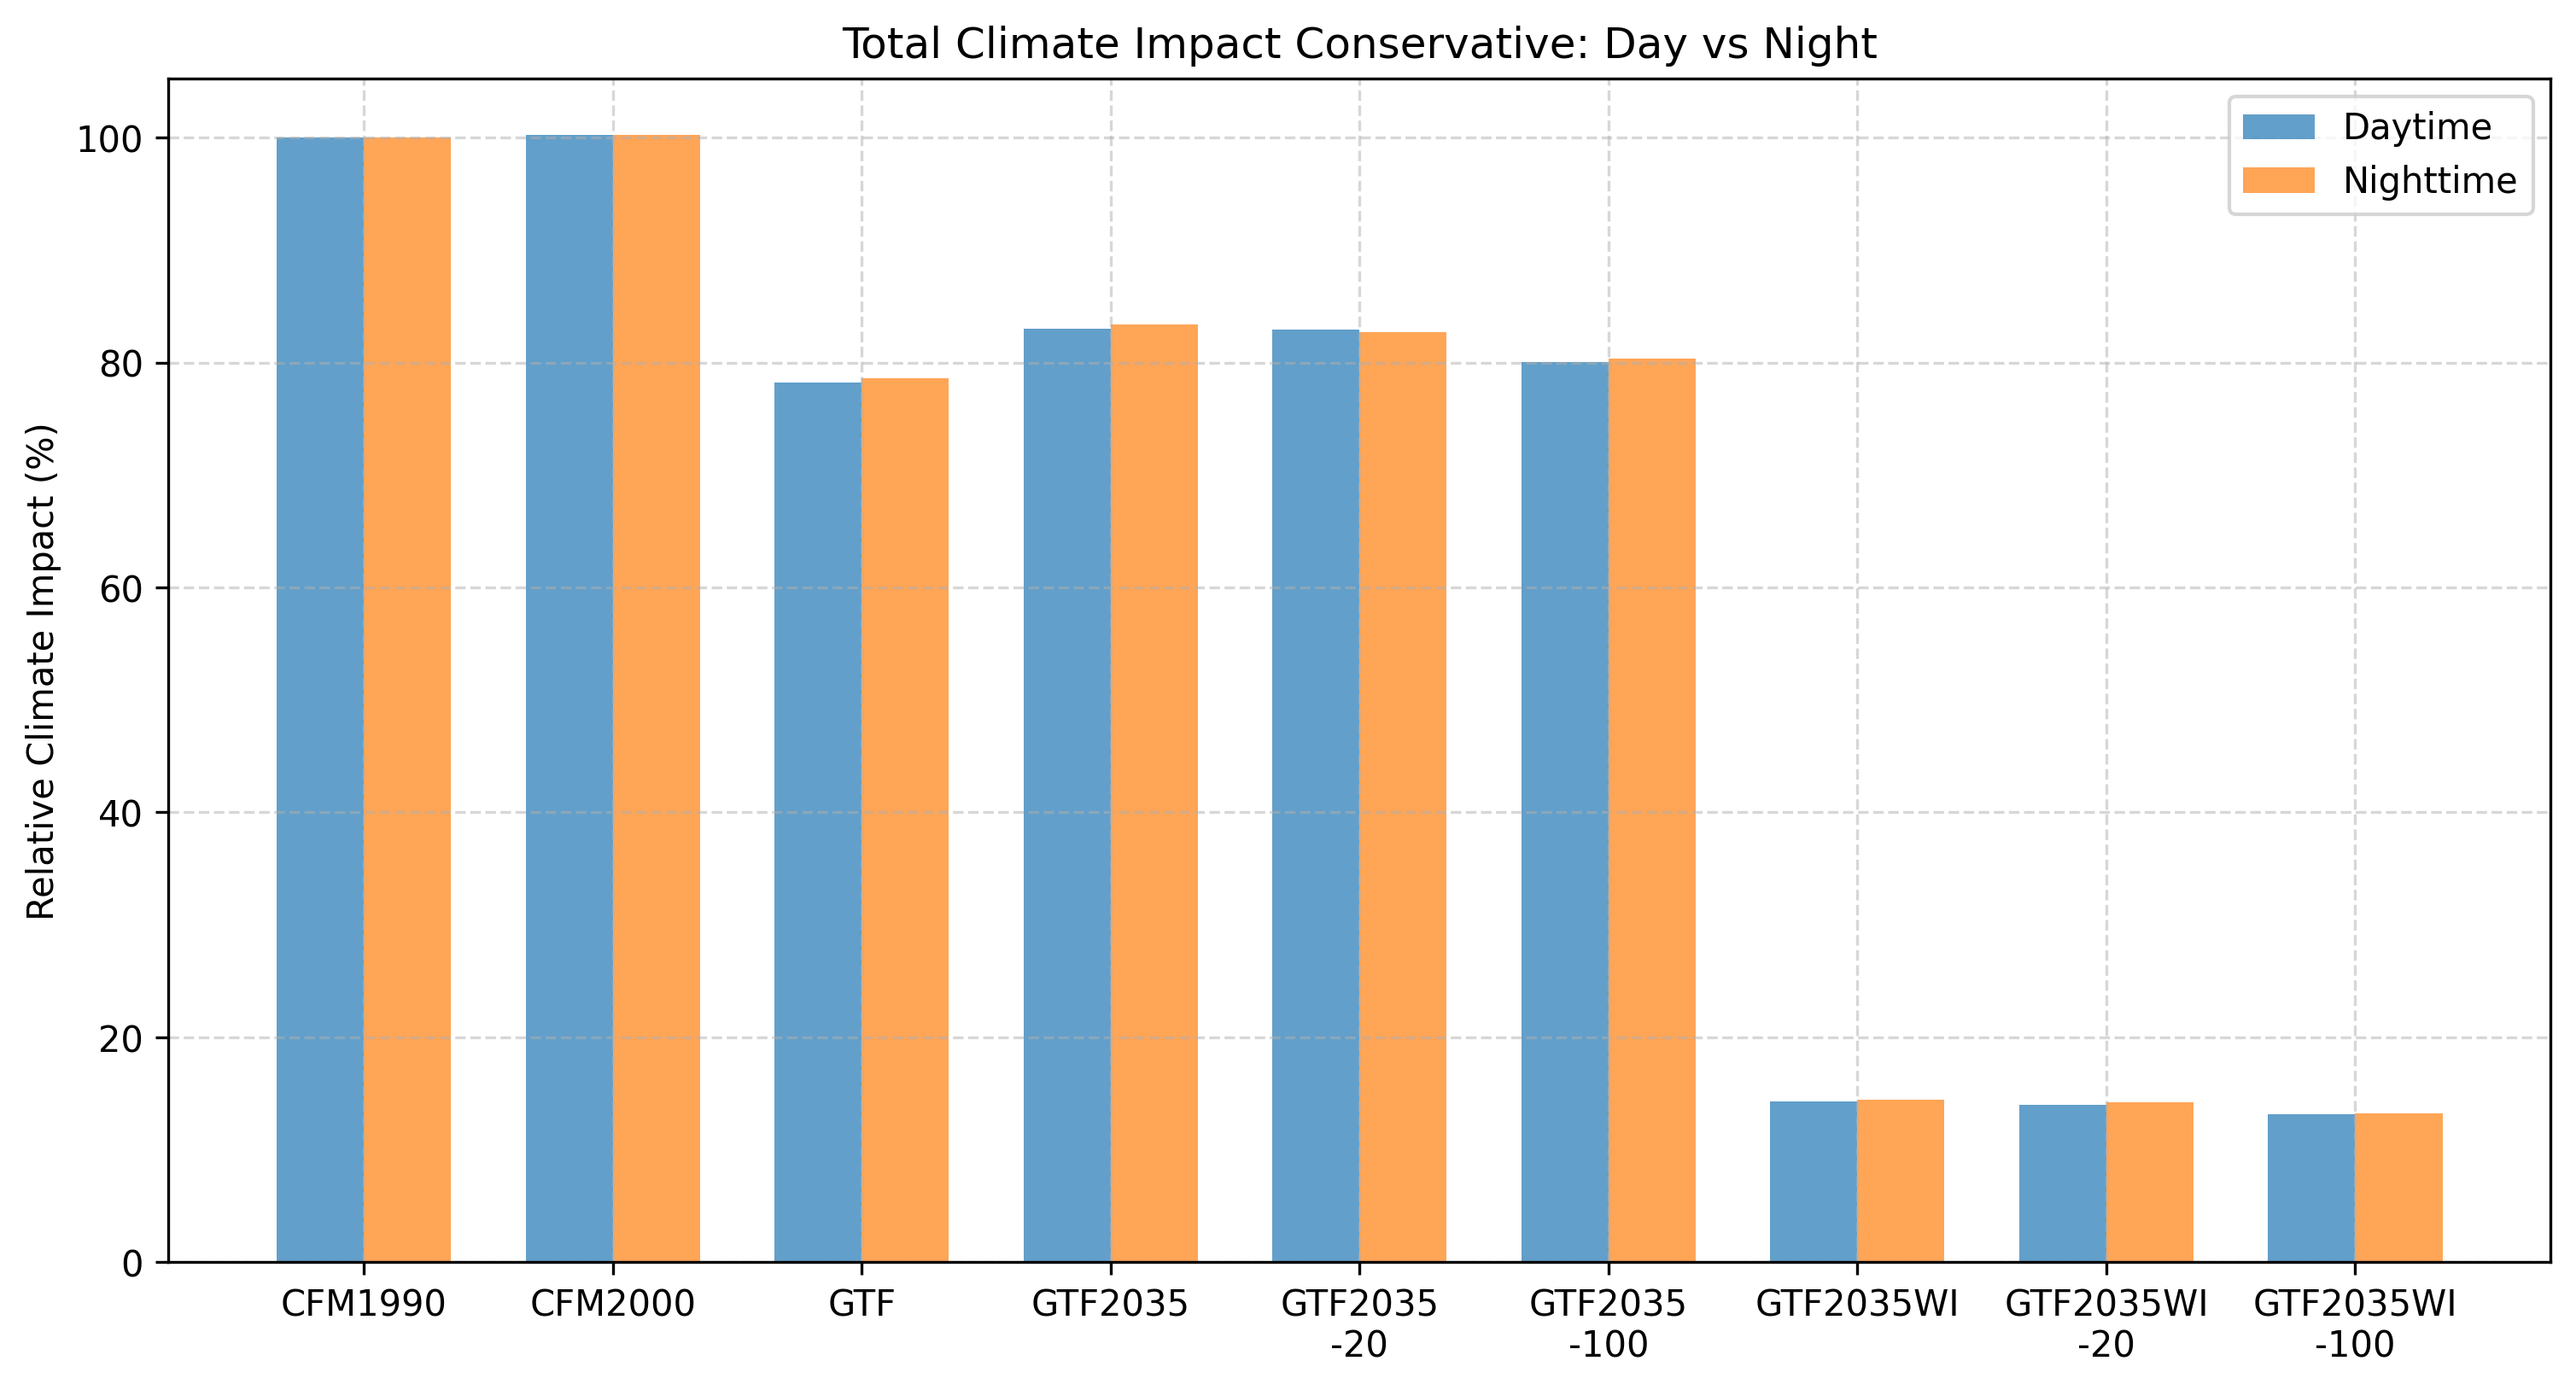 Total Climate Impact Conservative: Day vs Night
Relative Climate Impact (%)
100
80
60
40
20
0
Daytime
Nighttime
CFM1990
CFM2000
GTF
GTF2035
GTF2035
-20
GTF2035
-100
GTF2035WI
GTF2035WI
-20
GTF2035WI
-100